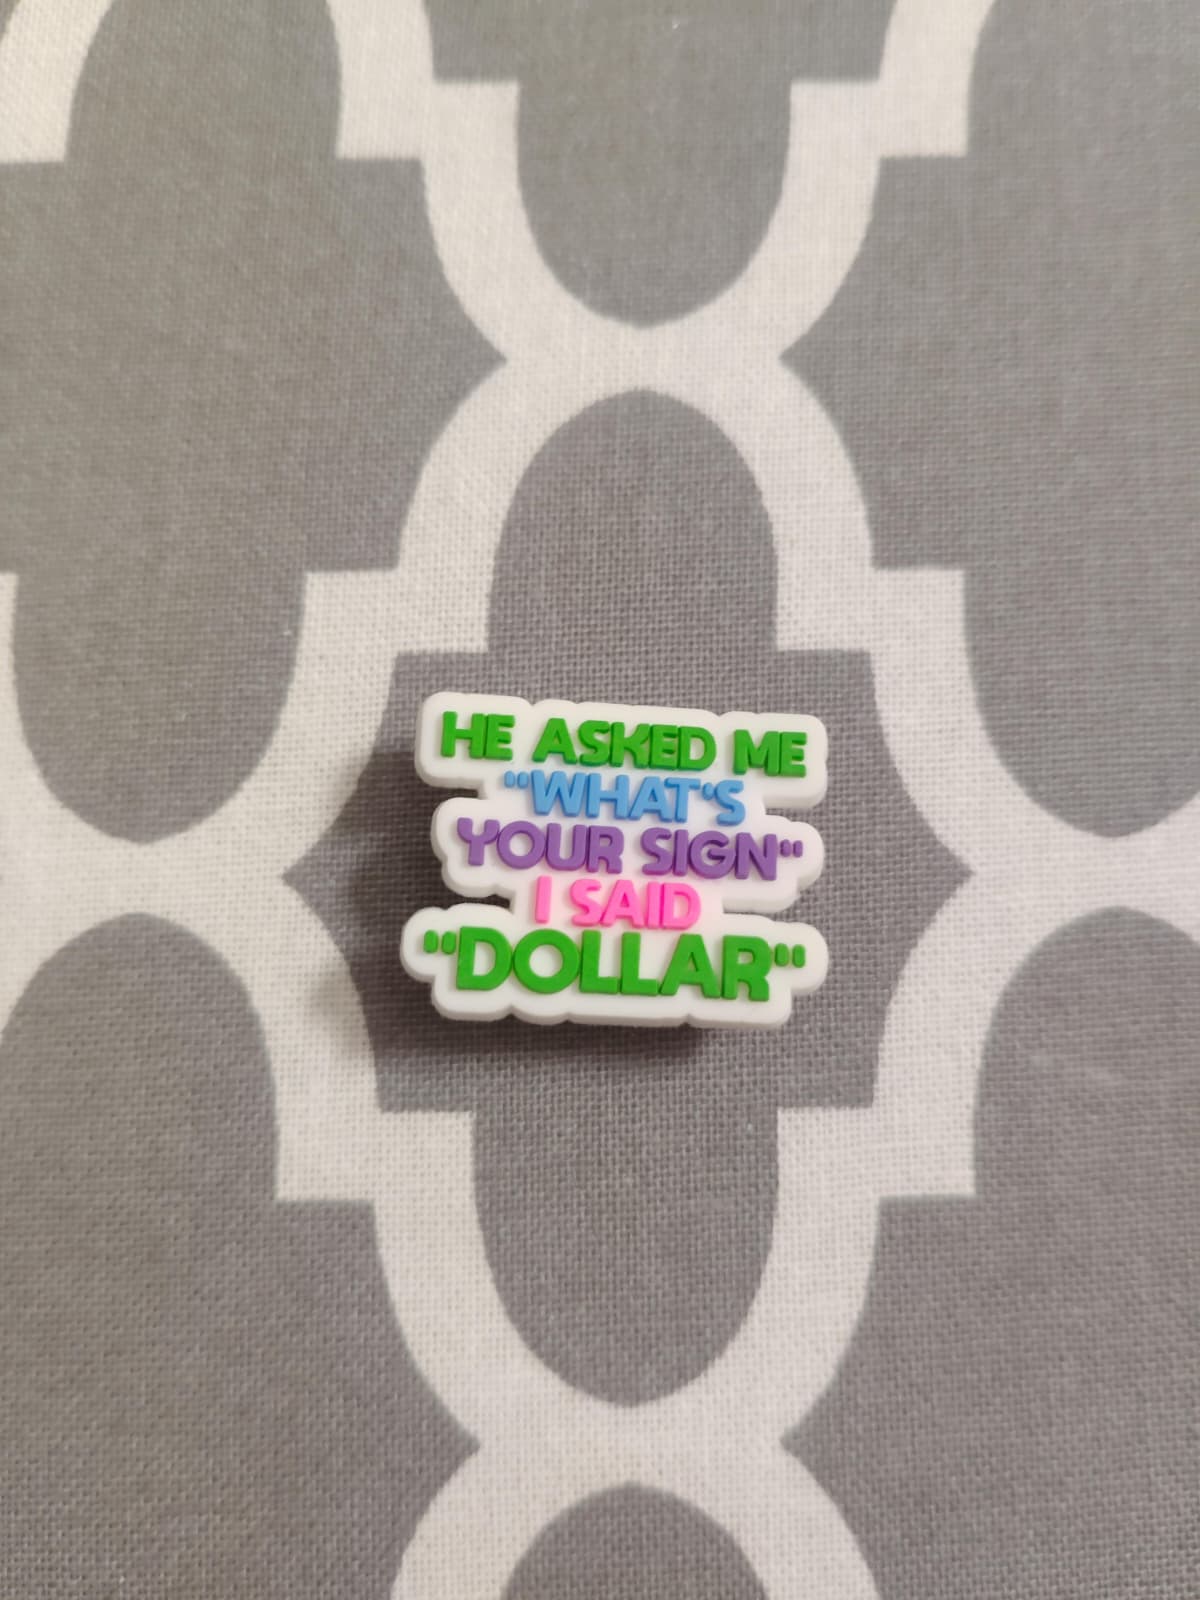 HE ASKED ME
"WHAT'S
YOUR SIGN"
I SAID
"DOLLAR"